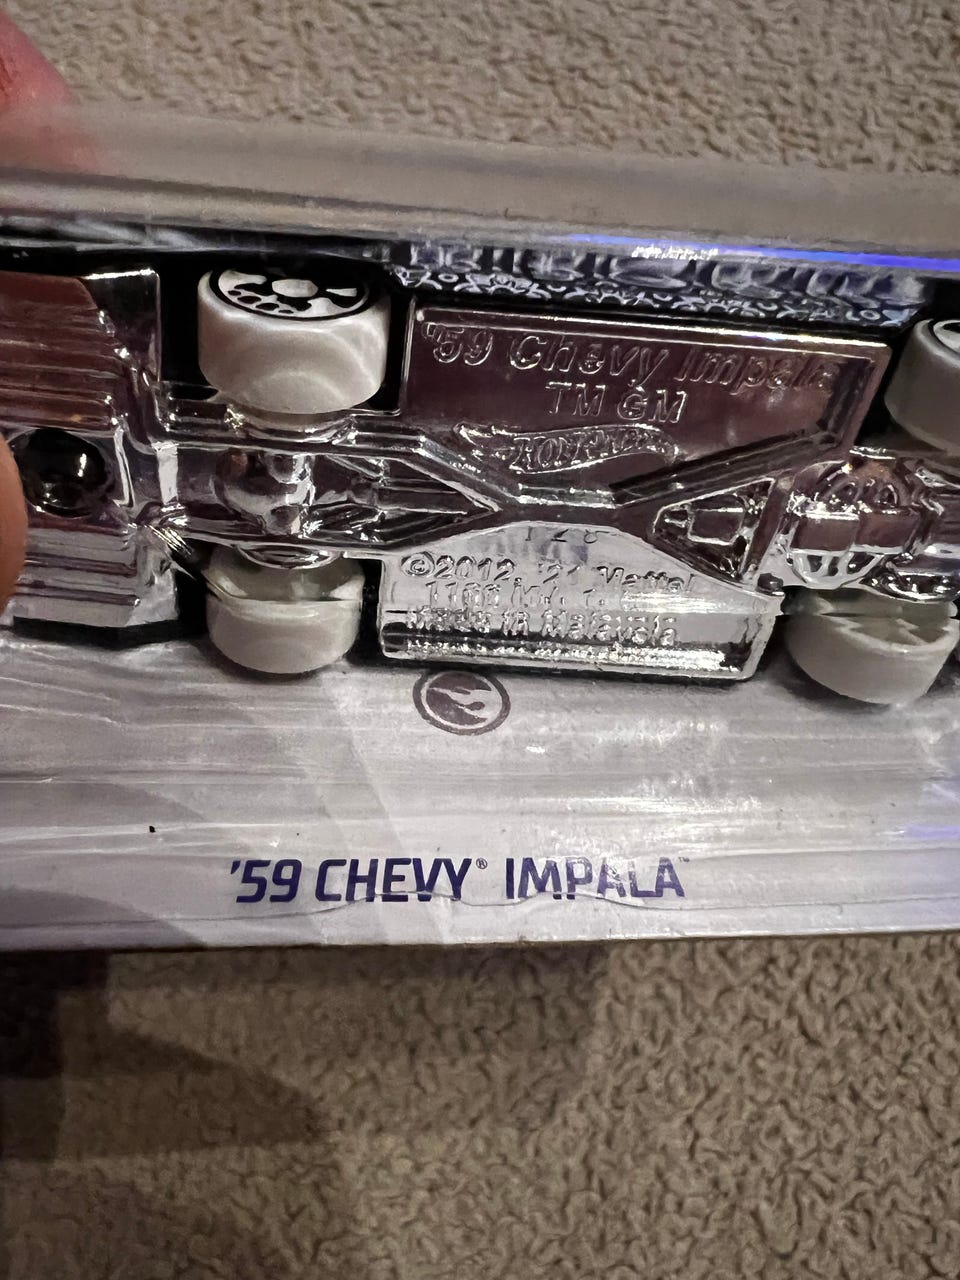 '59 Chevy Impala
TM GM
HOT WHEELS
©2012, '21 Mattel
Made in Malaysia
'59 CHEVY® IMPALA™